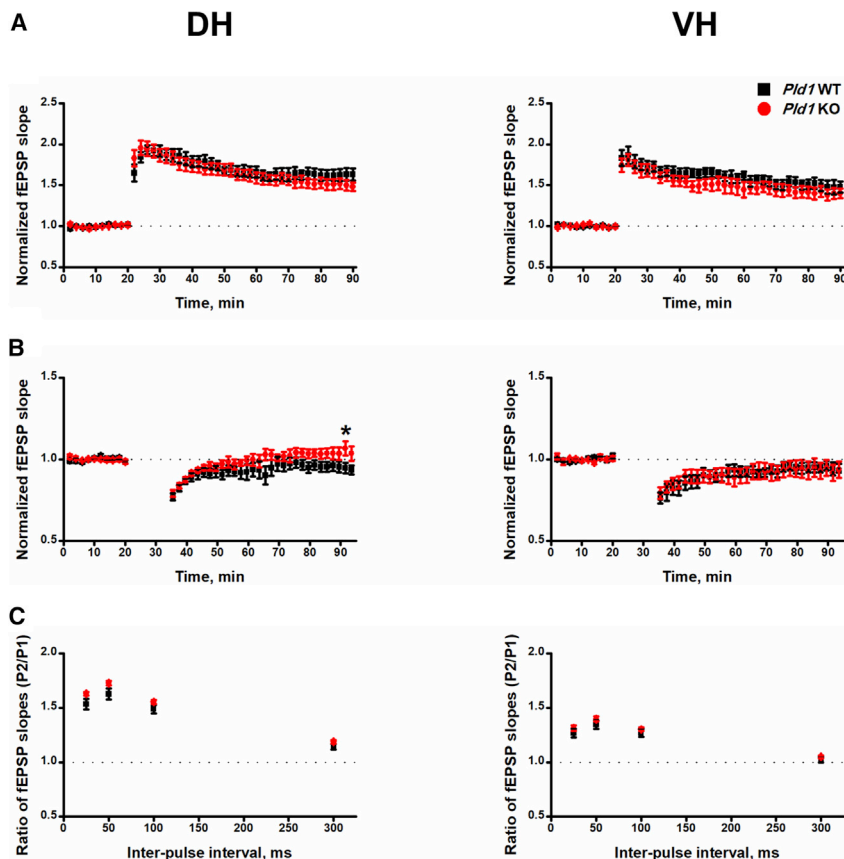 A
DH
VH
Normalized fEPSP slope
2.5
2.0
1.5
1.0
0.5
0 10 20 30 40 50 60 70 80 90
Time, min
Normalized fEPSP slope
2.5
2.0
1.5
1.0
0.5
0 10 20 30 40 50 60 70 80 90
Time, min
Pld1 WT
Pld1 KO
B
Normalized fEPSP slope
1.5
1.0
0.5
*
0 10 20 30 40 50 60 70 80 90
Time, min
Normalized fEPSP slope
1.5
1.0
0.5
0 10 20 30 40 50 60 70 80 90
Time, min
C
Ratio of fEPSP slopes (P2/P1)
2.0
1.5
1.0
0.5
0 50 100 150 200 250 300
Inter-pulse interval, ms
Ratio of fEPSP slopes (P2/P1)
2.0
1.5
1.0
0.5
0 50 100 150 200 250 300
Inter-pulse interval, ms